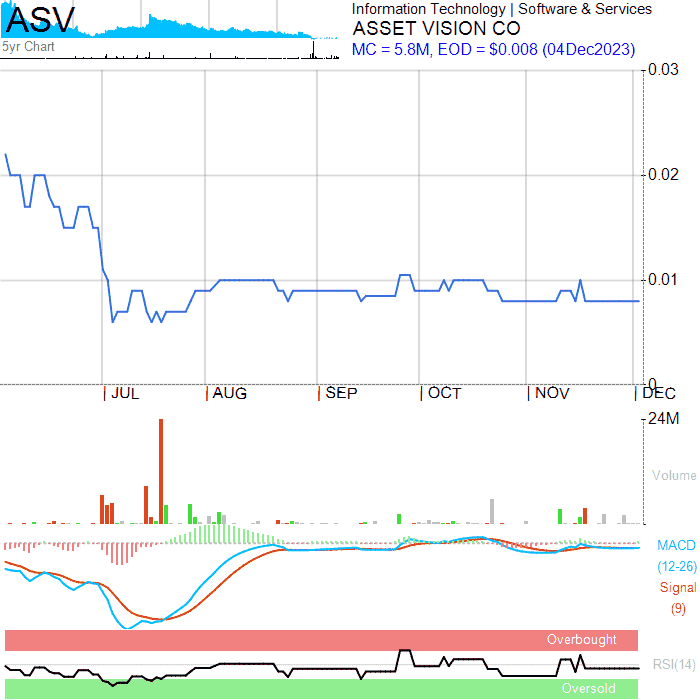 ASV
5yr Chart
Information Technology | Software & Services
ASSET VISION CO
MC = 5.8M, EOD = $0.008 (04Dec2023)
0.03
0.02
0.01
0
JUL AUG SEP OCT NOV DEC
24M
Volume
MACD
(12-26)
Signal
(9)
Overbought
RSI(14)
Oversold